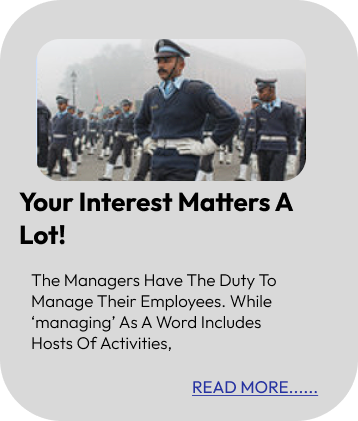 Your Interest Matters A
Lot!
The Managers Have The Duty To
Manage Their Employees. While
‘managing’ As A Word Includes
Hosts Of Activities,
READ MORE......